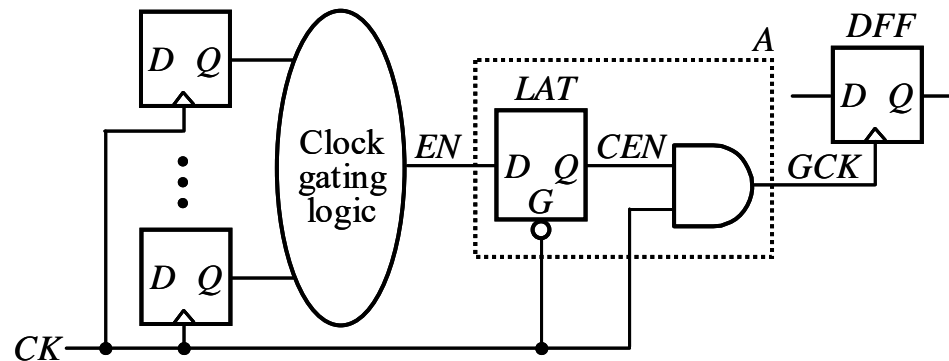 DFF
A
D Q
LAT
D Q
Clock
gating
logic
EN
CEN
D Q
G
GCK
D Q
CK